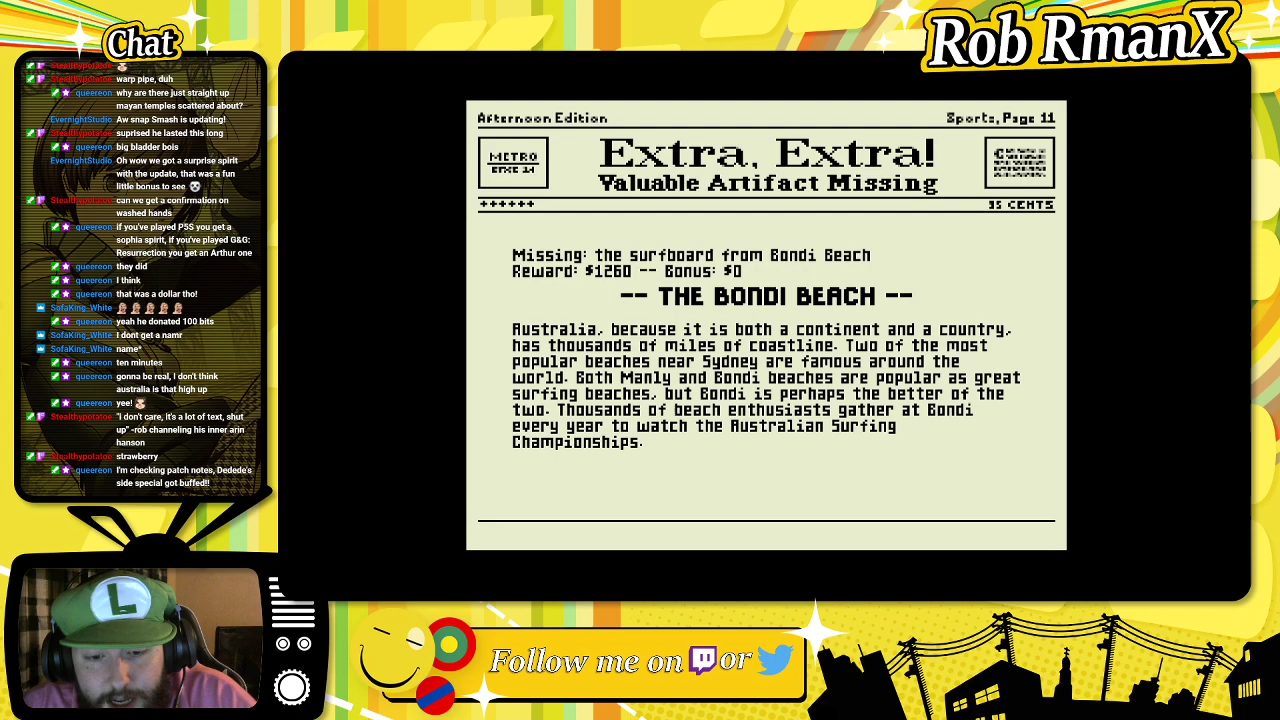 Chat
Rob RmanX
Stealthypotatoe
Stealthypotatoe warp pipe, duh
queereon why are there just straight up
mayan temples scattered about?
EvernightStudio Aw snap Smash is updating!
Stealthypotatoe suprised he lasted this long
queereon big bladder bois
EvernightStudio Oh wow we got a surprise spirit
with the update, that was a fun
little bonus to see
Stealthypotatoe can we get a confirmation on
washed hands
queereon if you've played P5S you get a
sophia spirit, if you've played G&G:
Resurrection you get an Arthur one
queereon they did
queereon I think
queereon that was a dollar tho!
SofaKing_White
queereon yeah he donated 100 hits
SofaKing_White I dont get a namr
SofaKing_White name*
queereon ten minutes
queereon gonna be real, I don't think
australia is that high up
queereon yee!
Stealthypotatoe "I don't care, it's a lot of text, shut
up" -rob channeling his inner arin
hanson
Stealthypotatoe strawberry
queereon I'm checking patch notes, Dedede's
side special got buffed!!
Afternoon Edition
Sports, Page 11
METRO
Extra, Extra!
Valuable Artifact Missing
++++++
35 CENTS
Missing: the surfboard from Bondi Beach
Reward: $1260 -- Bonus: $0
-- THE BONDI BEACH --
Australia, because it is both a continent and a country,
has thousands of miles of coastline. Two of the most
popular beaches near Sydney are famous around the
world. Both Manly and Bondi beaches are popular as great
surfing beaches, but Bondi is perhaps the better of the
two. Thousands of beach enthusiasts gather at Bondi
every year to watch the Australian Surfing
Championships.
L
Follow me on or